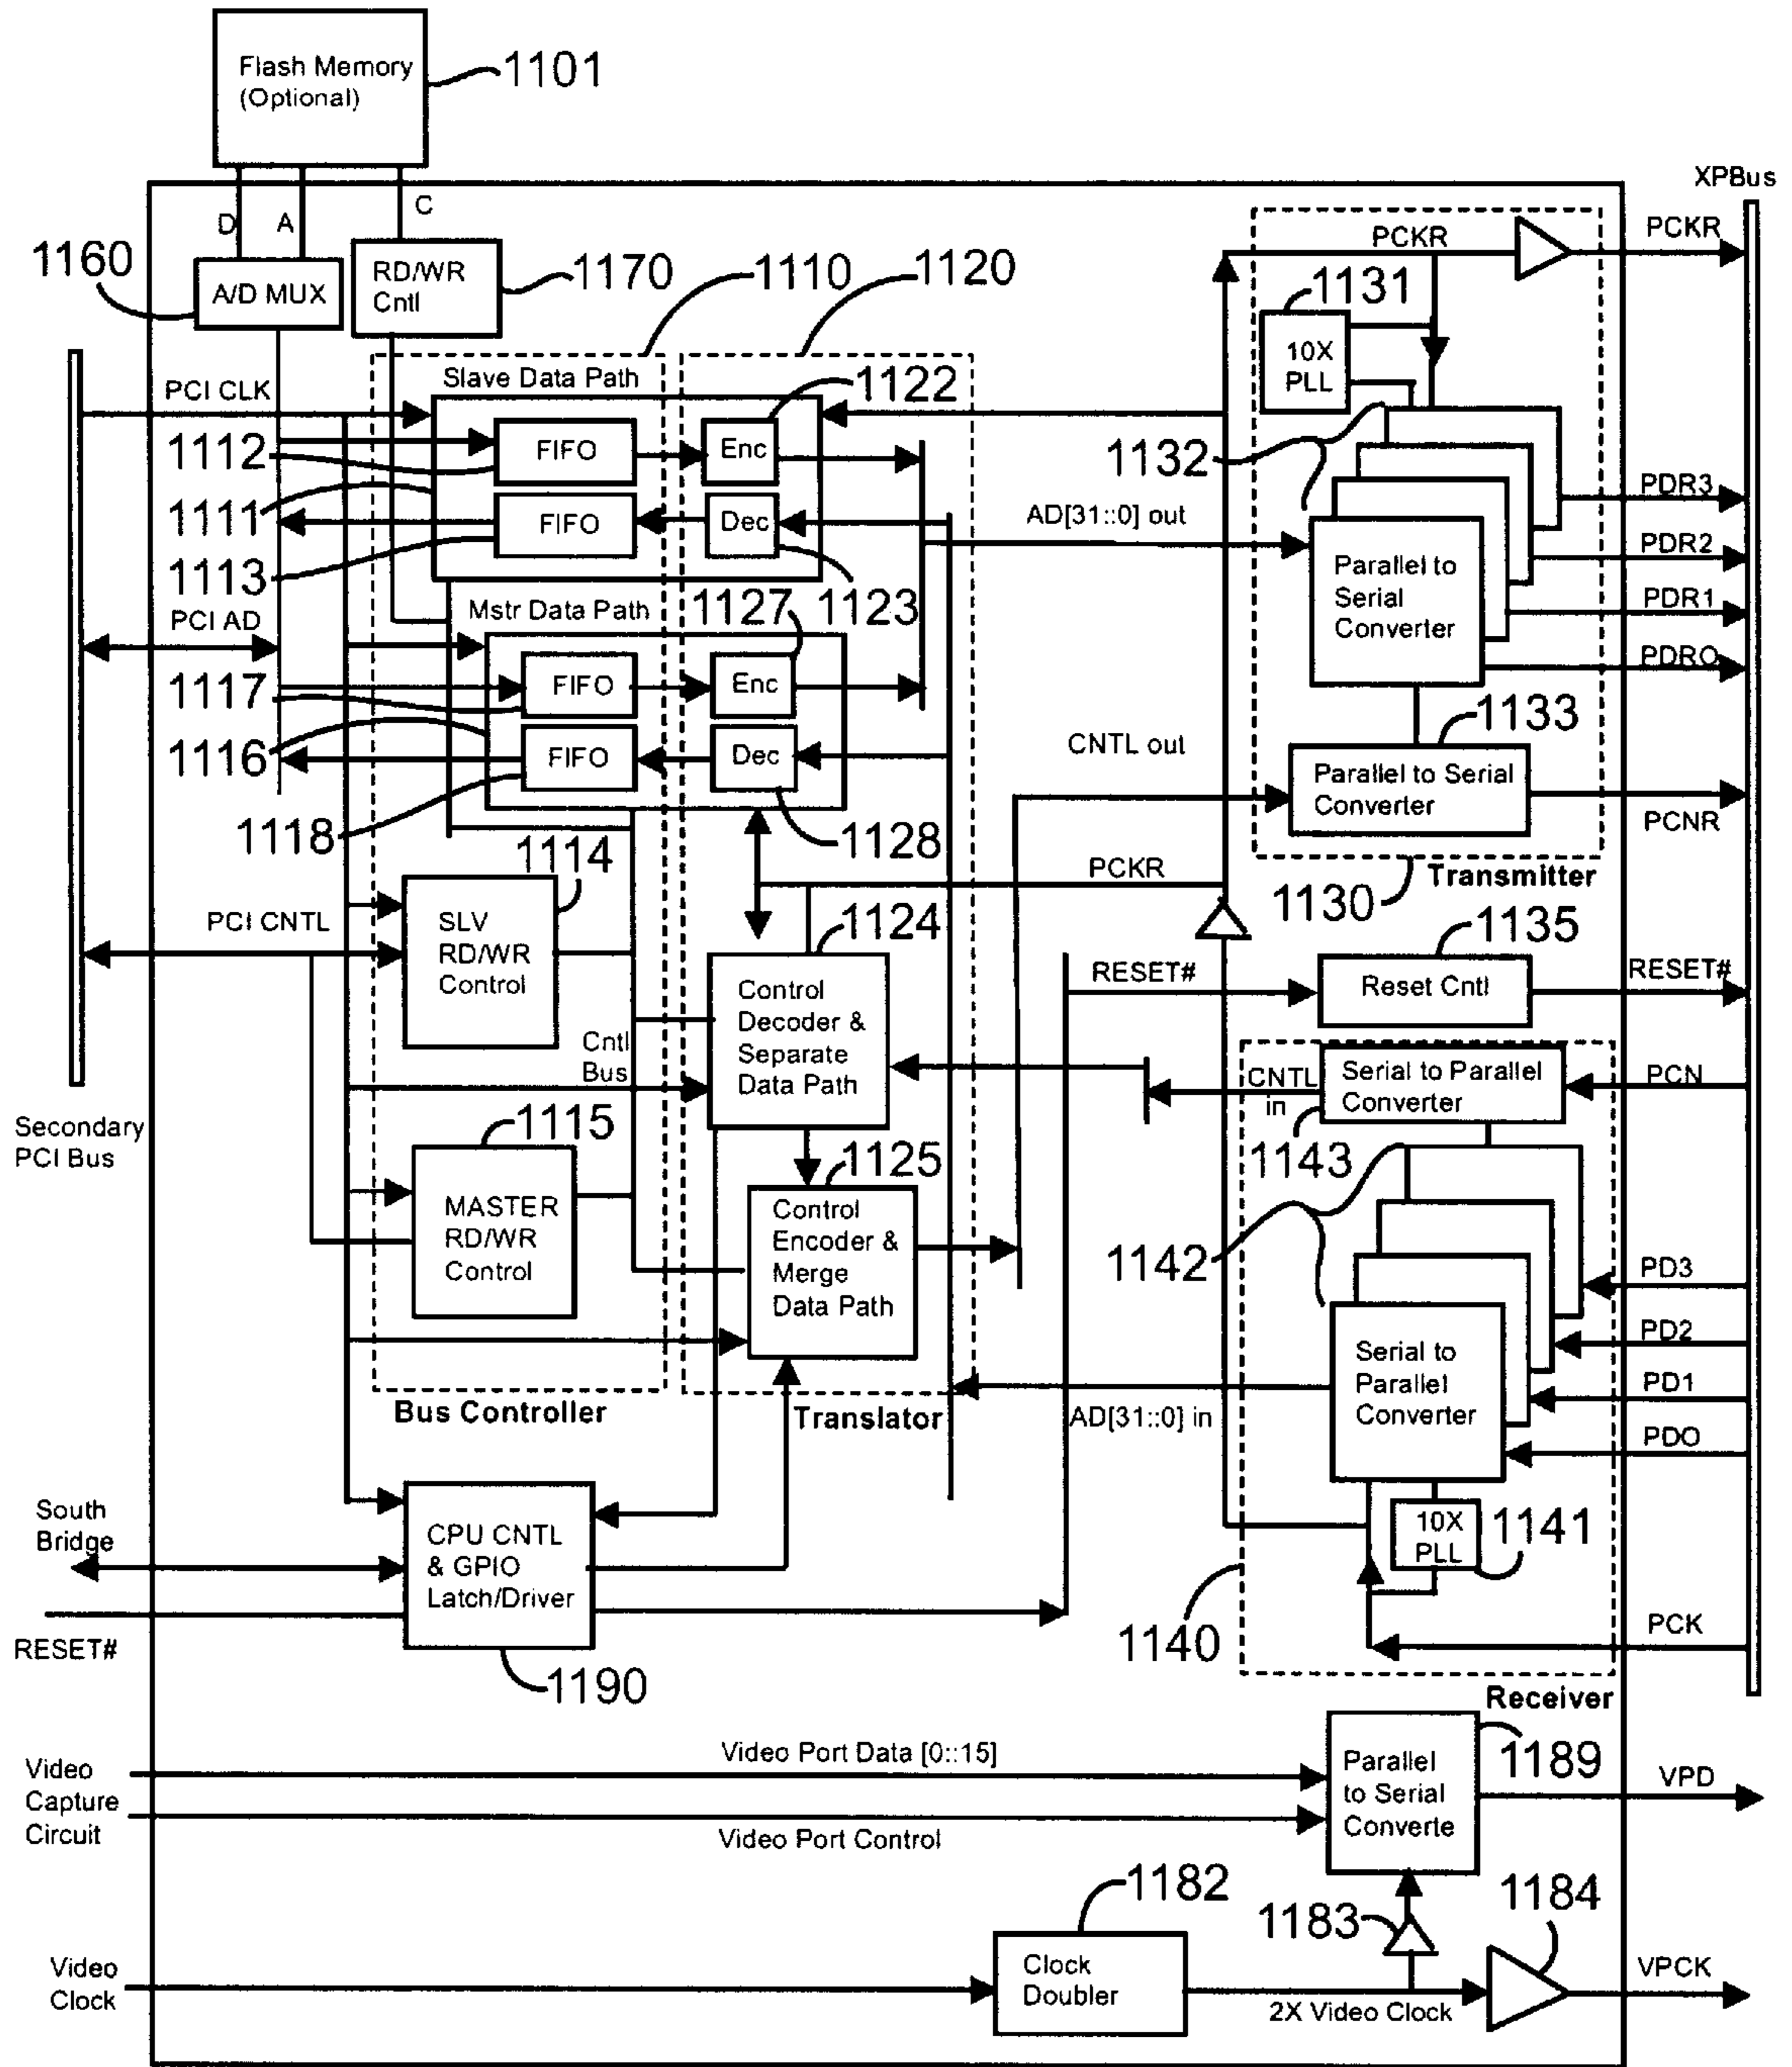 Flash Memory
(Optional)
1101
XPBus
D
A
C
1160
A/D MUX
RD/WR
Cntl
1170
1110
1120
PCKR
PCKR
1131
10X
PLL
PCI CLK
Slave Data Path
1122
1112
FIFO
Enc
1132
PDR3
1111
FIFO
Dec
AD[31::0] out
PDR2
1113
Parallel to
Serial
Converter
PDR1
PCI AD
Mstr Data Path
1127
1123
PDRO
1117
FIFO
Enc
1133
1116
FIFO
Dec
CNTL out
Parallel to Serial
Converter
PCNR
1118
1114
1128
PCKR
1130
Transmitter
PCI CNTL
SLV
RD/WR
Control
1124
1135
RESET#
Reset Cntl
RESET#
Control
Decoder &
Separate
Data Path
Cntl
Bus
CNTL
in
Serial to Parallel
Converter
PCN
Secondary
PCI Bus
1115
1125
1143
MASTER
RD/WR
Control
Control
Encoder &
Merge
Data Path
1142
PD3
PD2
Serial to
Parallel
Converter
PD1
Bus Controller
Translator
AD[31::0] in
PDO
South
Bridge
CPU CNTL
& GPIO
Latch/Driver
10X
PLL
1141
RESET#
1140
PCK
1190
Receiver
Video
Capture
Circuit
Video Port Data [0::15]
Parallel
to Serial
Converte
1189
VPD
Video Port Control
1182
1183
1184
Video
Clock
Clock
Doubler
2X Video Clock
VPCK